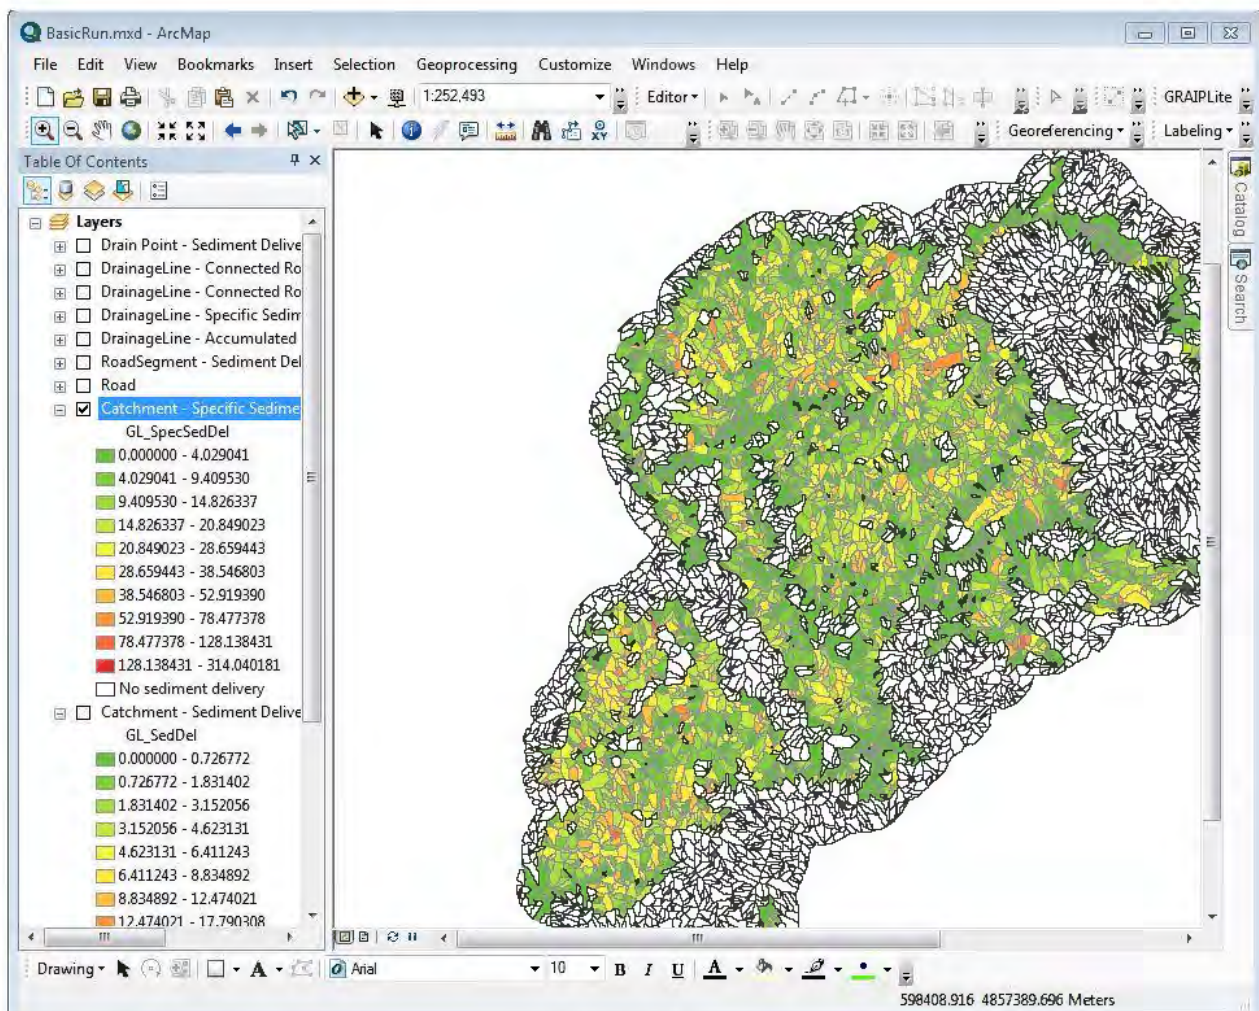 BasicRun.mxd - ArcMap
File Edit View Bookmarks Insert Selection Geoprocessing Customize Windows Help
1:252,493 Editor GRAIPLite
XY Georeferencing Labeling
Table Of Contents
Layers
Drain Point - Sediment Delive
DrainageLine - Connected Ro
DrainageLine - Connected Ro
DrainageLine - Specific Sedim
DrainageLine - Accumulated
RoadSegment - Sediment Del
Road
Catchment - Specific Sedime
GL_SpecSedDel
0.000000 - 4.029041
4.029041 - 9.409530
9.409530 - 14.826337
14.826337 - 20.849023
20.849023 - 28.659443
28.659443 - 38.546803
38.546803 - 52.919390
52.919390 - 78.477378
78.477378 - 128.138431
128.138431 - 314.040181
No sediment delivery
Catchment - Sediment Delive
GL_SedDel
0.000000 - 0.726772
0.726772 - 1.831402
1.831402 - 3.152056
3.152056 - 4.623131
4.623131 - 6.411243
6.411243 - 8.834892
8.834892 - 12.474021
12.474021 - 17.790308
Catalog
Search
Drawing A Arial 10 B I U A
598408.916 4857389.696 Meters